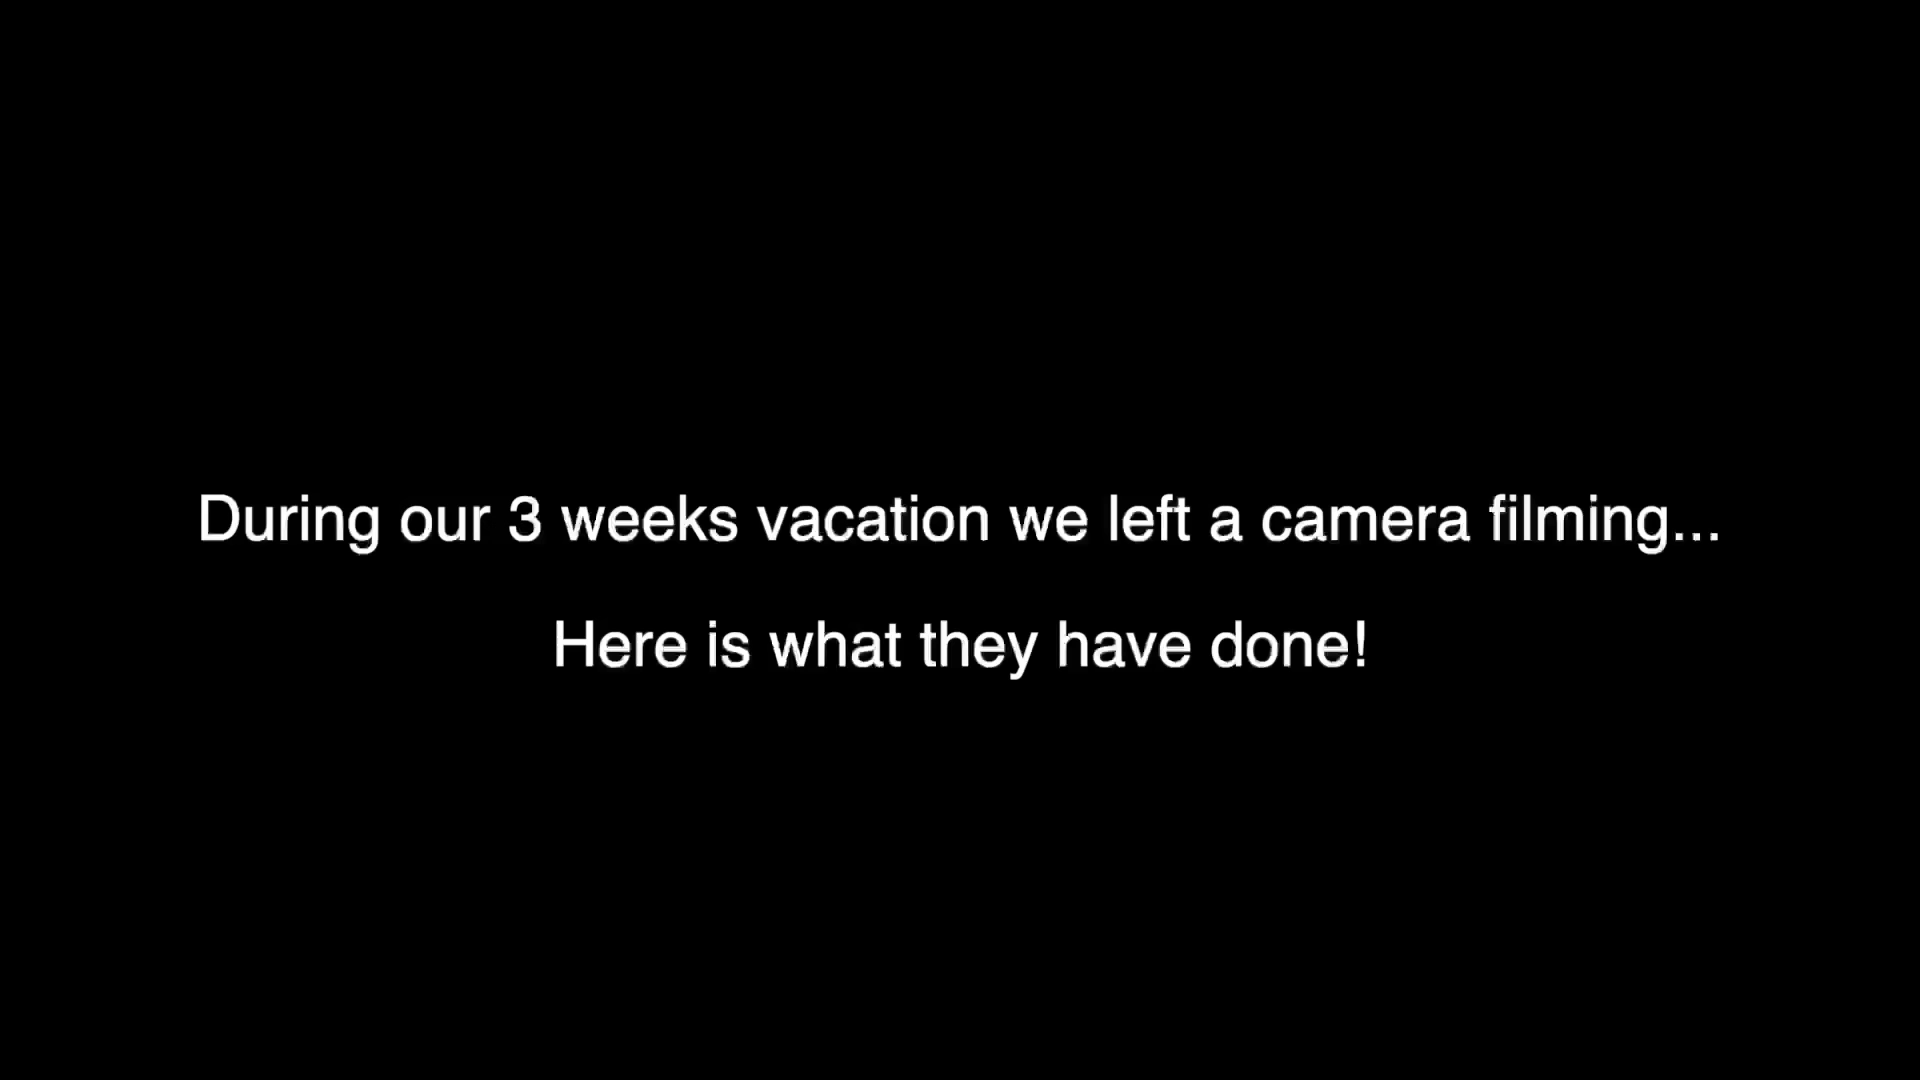 During our 3 weeks vacation we left a camera filming...
Here is what they have done!